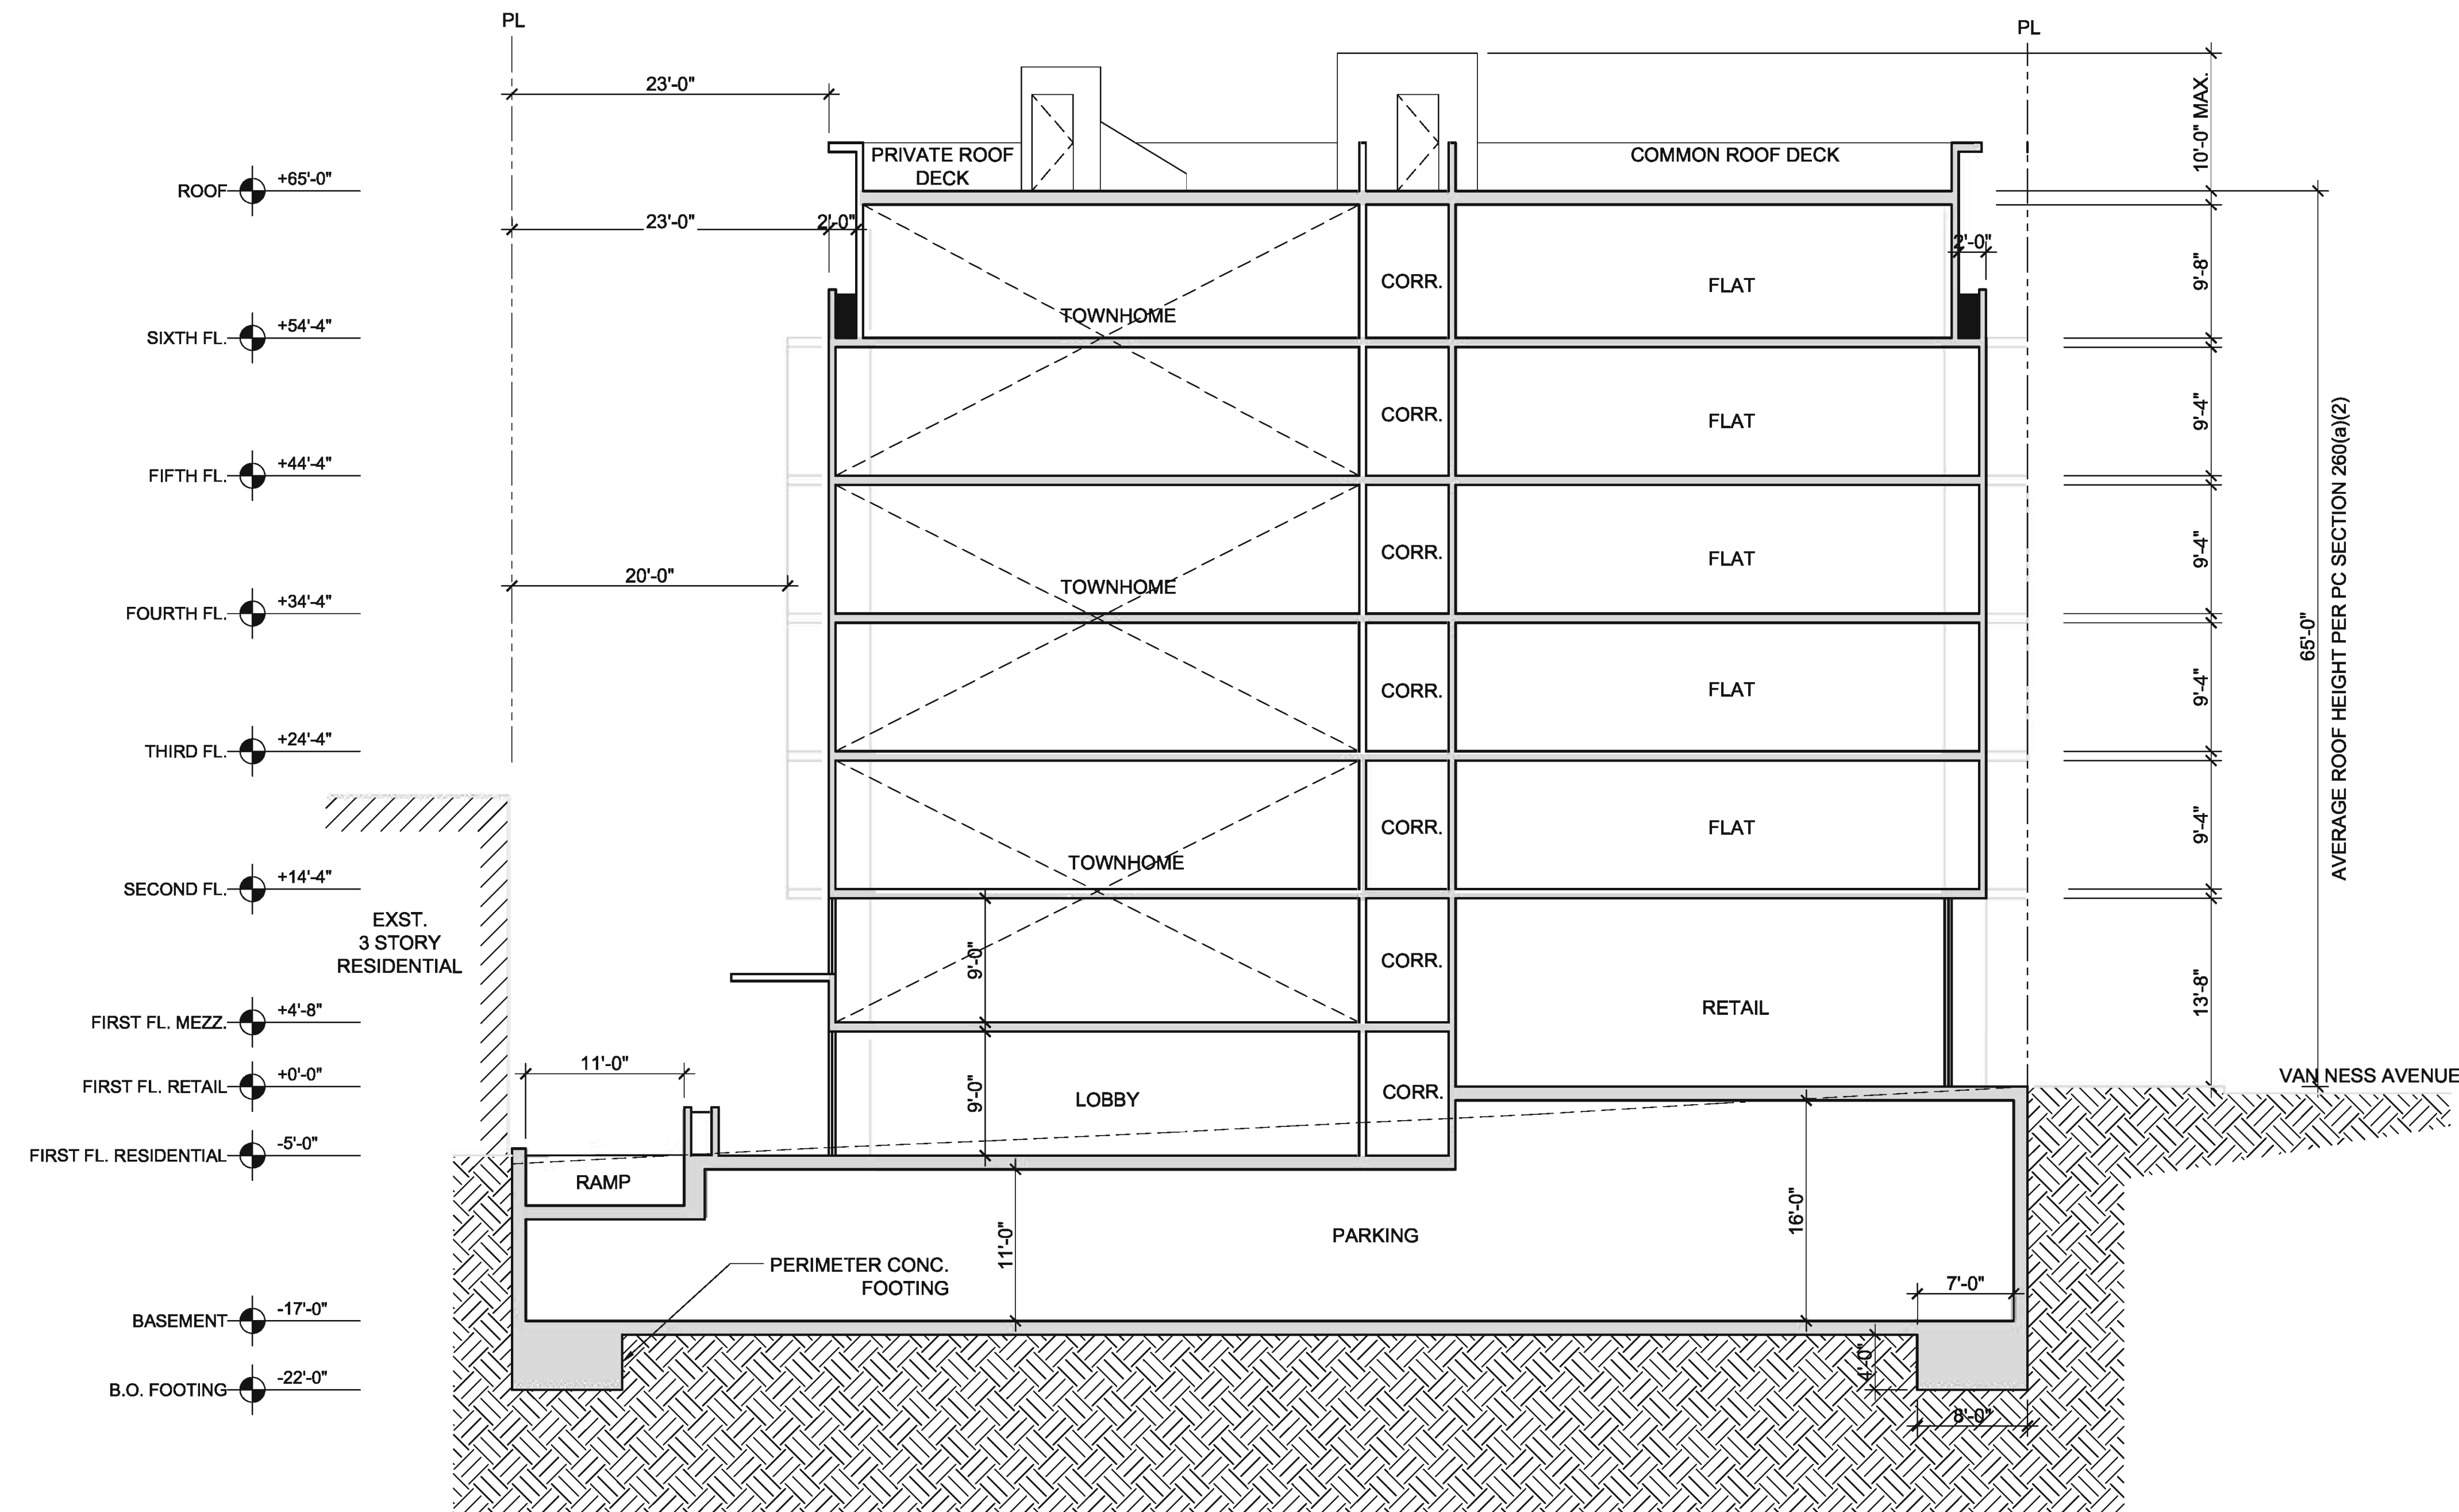 PL
PL
23'-0"
10'-0" MAX.
PRIVATE ROOF
DECK
COMMON ROOF DECK
ROOF
+65'-0"
23'-0"
2'-0"
2'-0"
9'-8"
CORR.
FLAT
TOWNHOME
SIXTH FL.
+54'-4"
9'-4"
CORR.
FLAT
FIFTH FL.
+44'-4"
9'-4"
CORR.
FLAT
20'-0"
TOWNHOME
FOURTH FL.
+34'-4"
65'-0"
AVERAGE ROOF HEIGHT PER PC SECTION 260(a)(2)
9'-4"
CORR.
FLAT
THIRD FL.
+24'-4"
9'-4"
CORR.
FLAT
TOWNHOME
SECOND FL.
+14'-4"
EXST.
3 STORY
RESIDENTIAL
9'-0"
CORR.
13'-8"
RETAIL
FIRST FL. MEZZ.
+4'-8"
11'-0"
FIRST FL. RETAIL
+0'-0"
VAN NESS AVENUE
9'-0"
LOBBY
CORR.
FIRST FL. RESIDENTIAL
-5'-0"
RAMP
11'-0"
16'-0"
PARKING
PERIMETER CONC.
FOOTING
7'-0"
BASEMENT
-17'-0"
4'-0"
B.O. FOOTING
-22'-0"
8'-0"